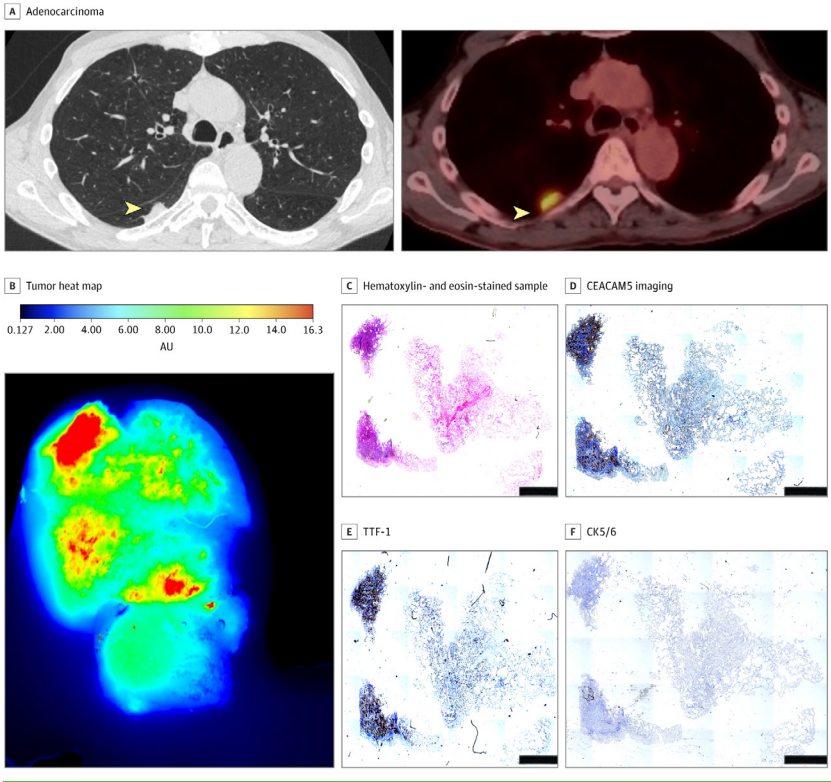 A Adenocarcinoma
B Tumor heat map
0.127 2.00 4.00 6.00 8.00 10.0 12.0 14.0 16.3
AU
C Hematoxylin- and eosin-stained sample
D CEACAM5 imaging
E TTF-1
F CK5/6